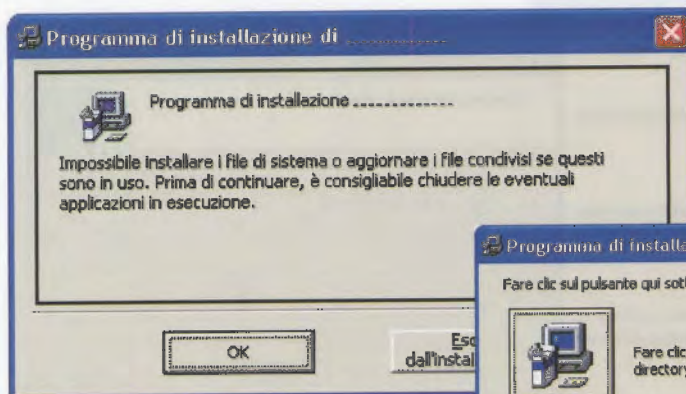 Programma di installazione di .............
Programma di installazione .............
Impossibile installare i file di sistema o aggiornare i file condivisi se questi
sono in uso. Prima di continuare, è consigliabile chiudere le eventuali
applicazioni in esecuzione.
OK
Programma di
Fare clic sul pulsante qui
Fare clic